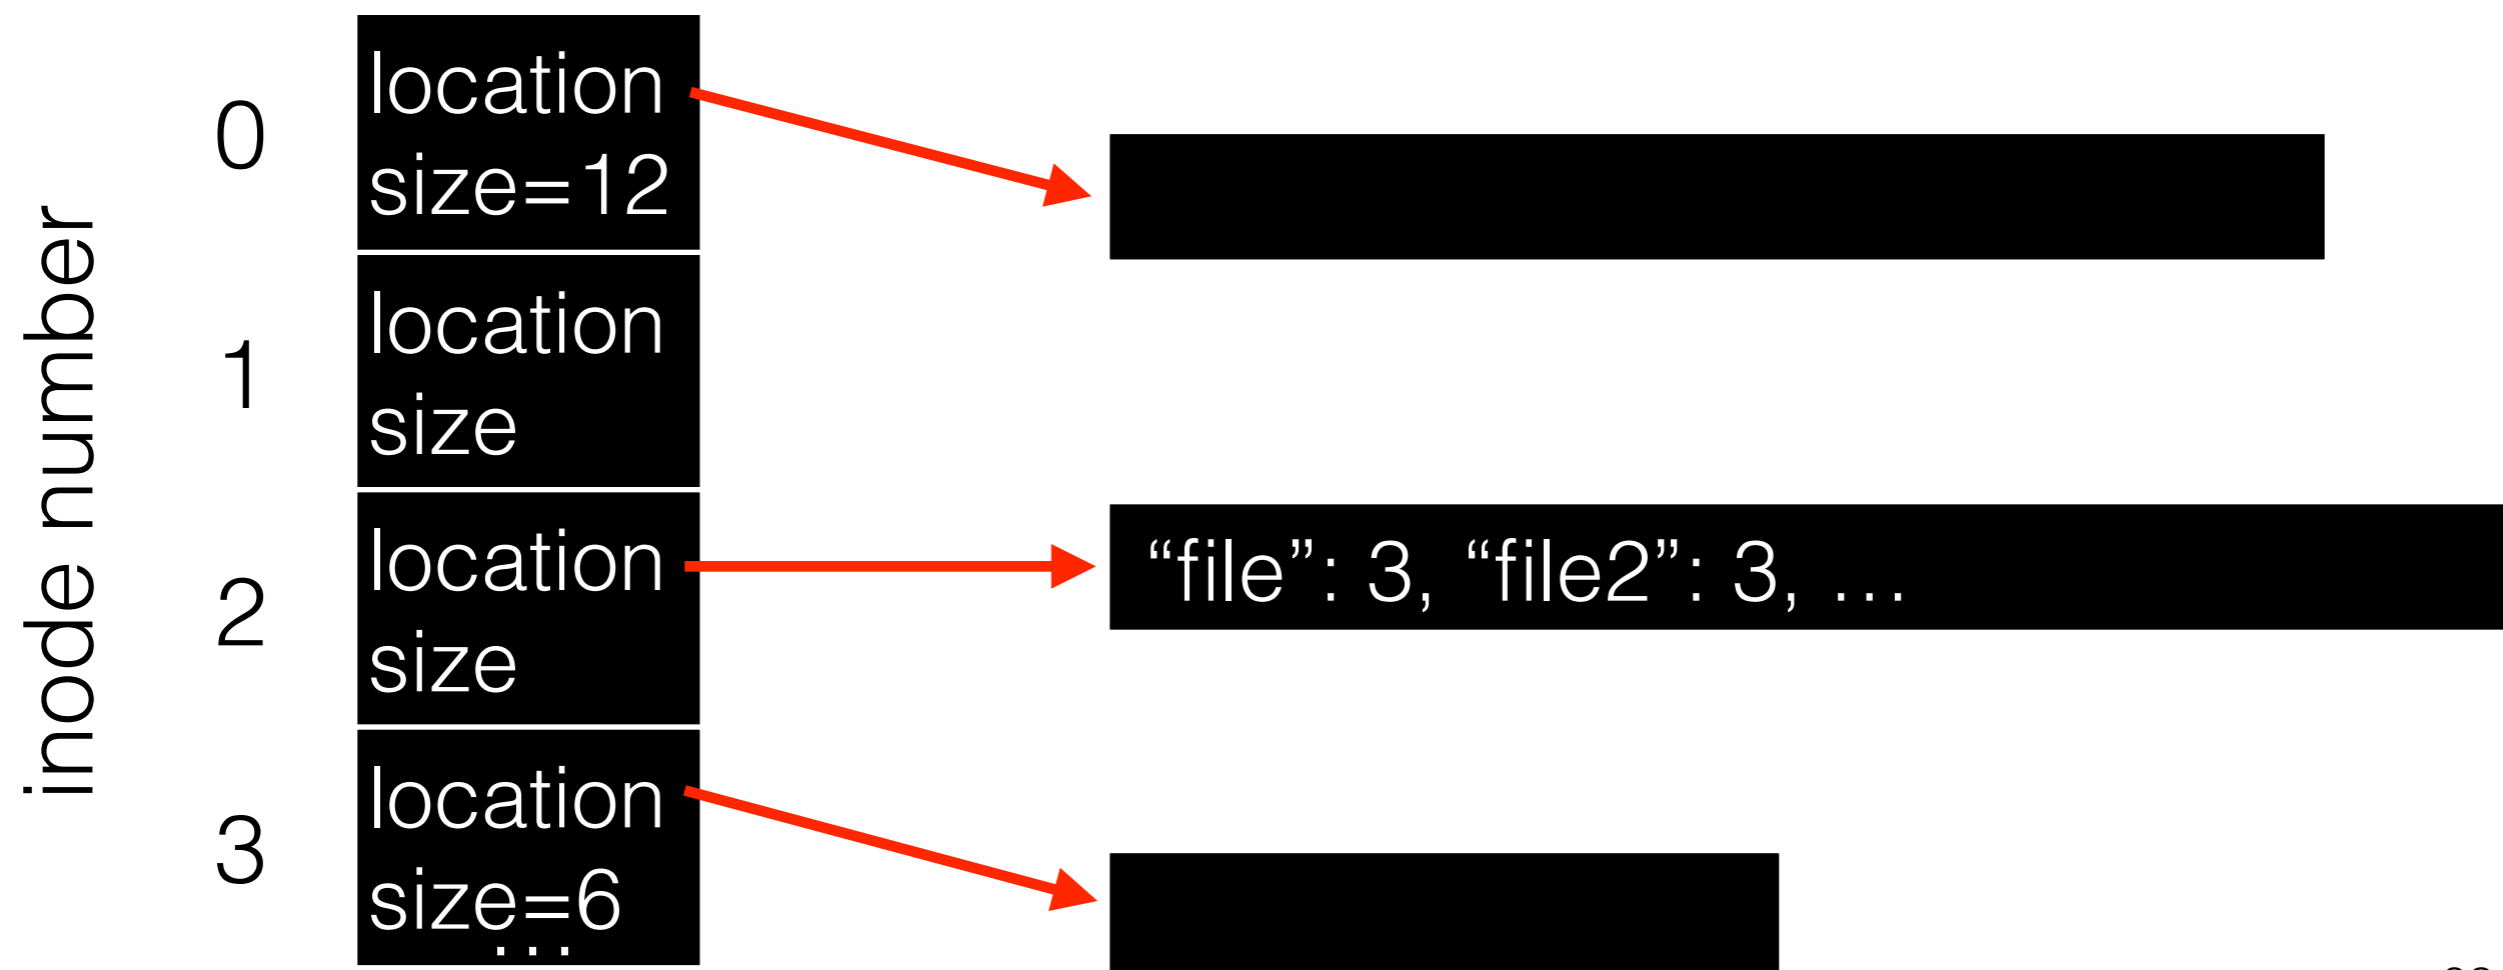 inode number
0
location
size=12
1
location
size
2
location
size
“file”: 3, “file2”: 3, …
3
location
size=6
…